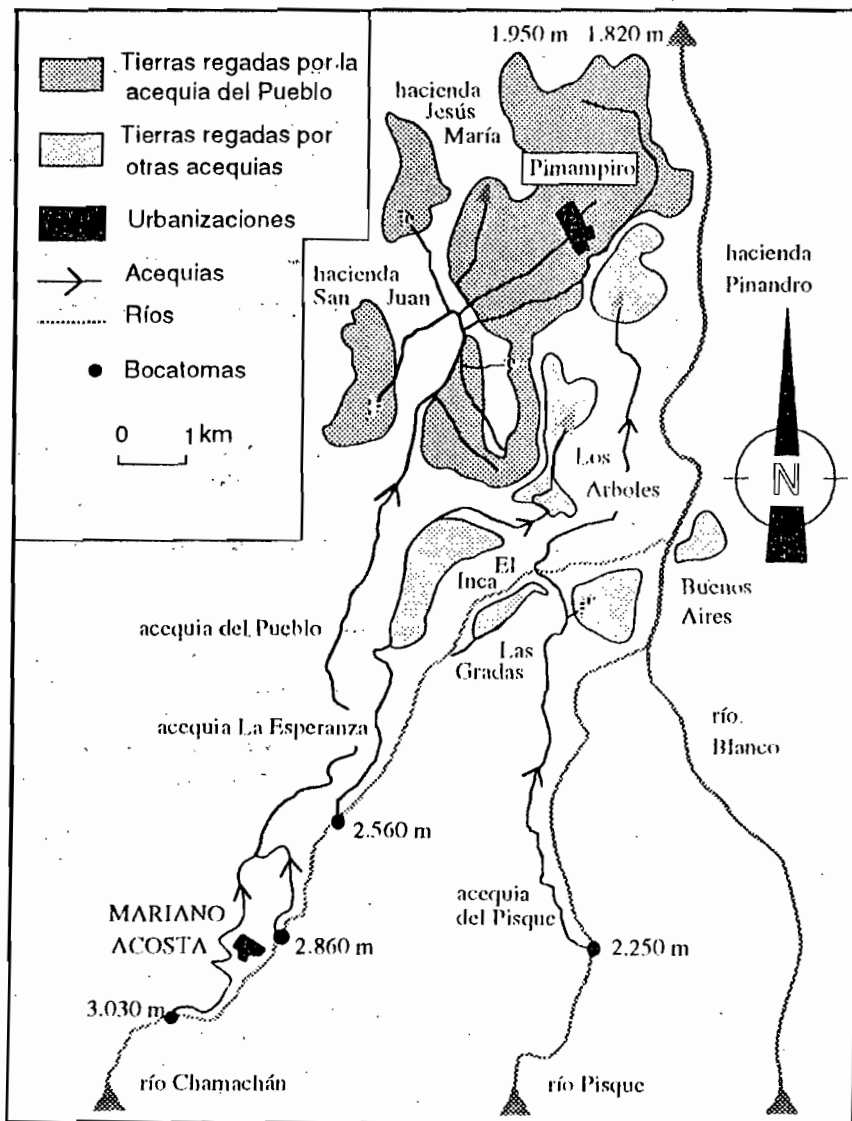 Tierras regadas por la
acequia del Pueblo
Tierras regadas por
otras acequias
Urbanizaciones
Acequias
Ríos
Bocatomas
0 1 km
1.950 m 1.820 m
hacienda
Jesús
María
Pimampiro
hacienda
San Juan
hacienda
Pinandro
N
Los
Arboles
El
Inca
Buenos
Aires
acequia del Pueblo
Las
Gradas
acequia La Esperanza
río
Blanco
2.560 m
acequia
del Pisque
MARIANO
ACOSTA
2.860 m
2.250 m
3.030 m
río Chamachán
río Pisque